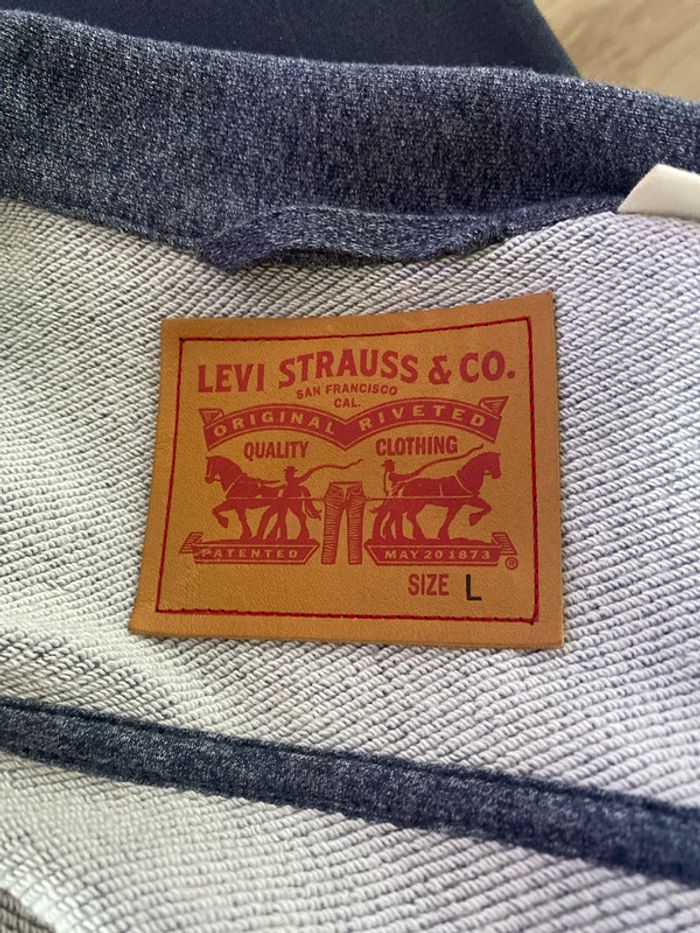 LEVI STRAUSS & CO.
SAN FRANCISCO
CAL.
ORIGINAL RIVETED
QUALITY CLOTHING
PATENTED MAY 20 1873
®
SIZE L